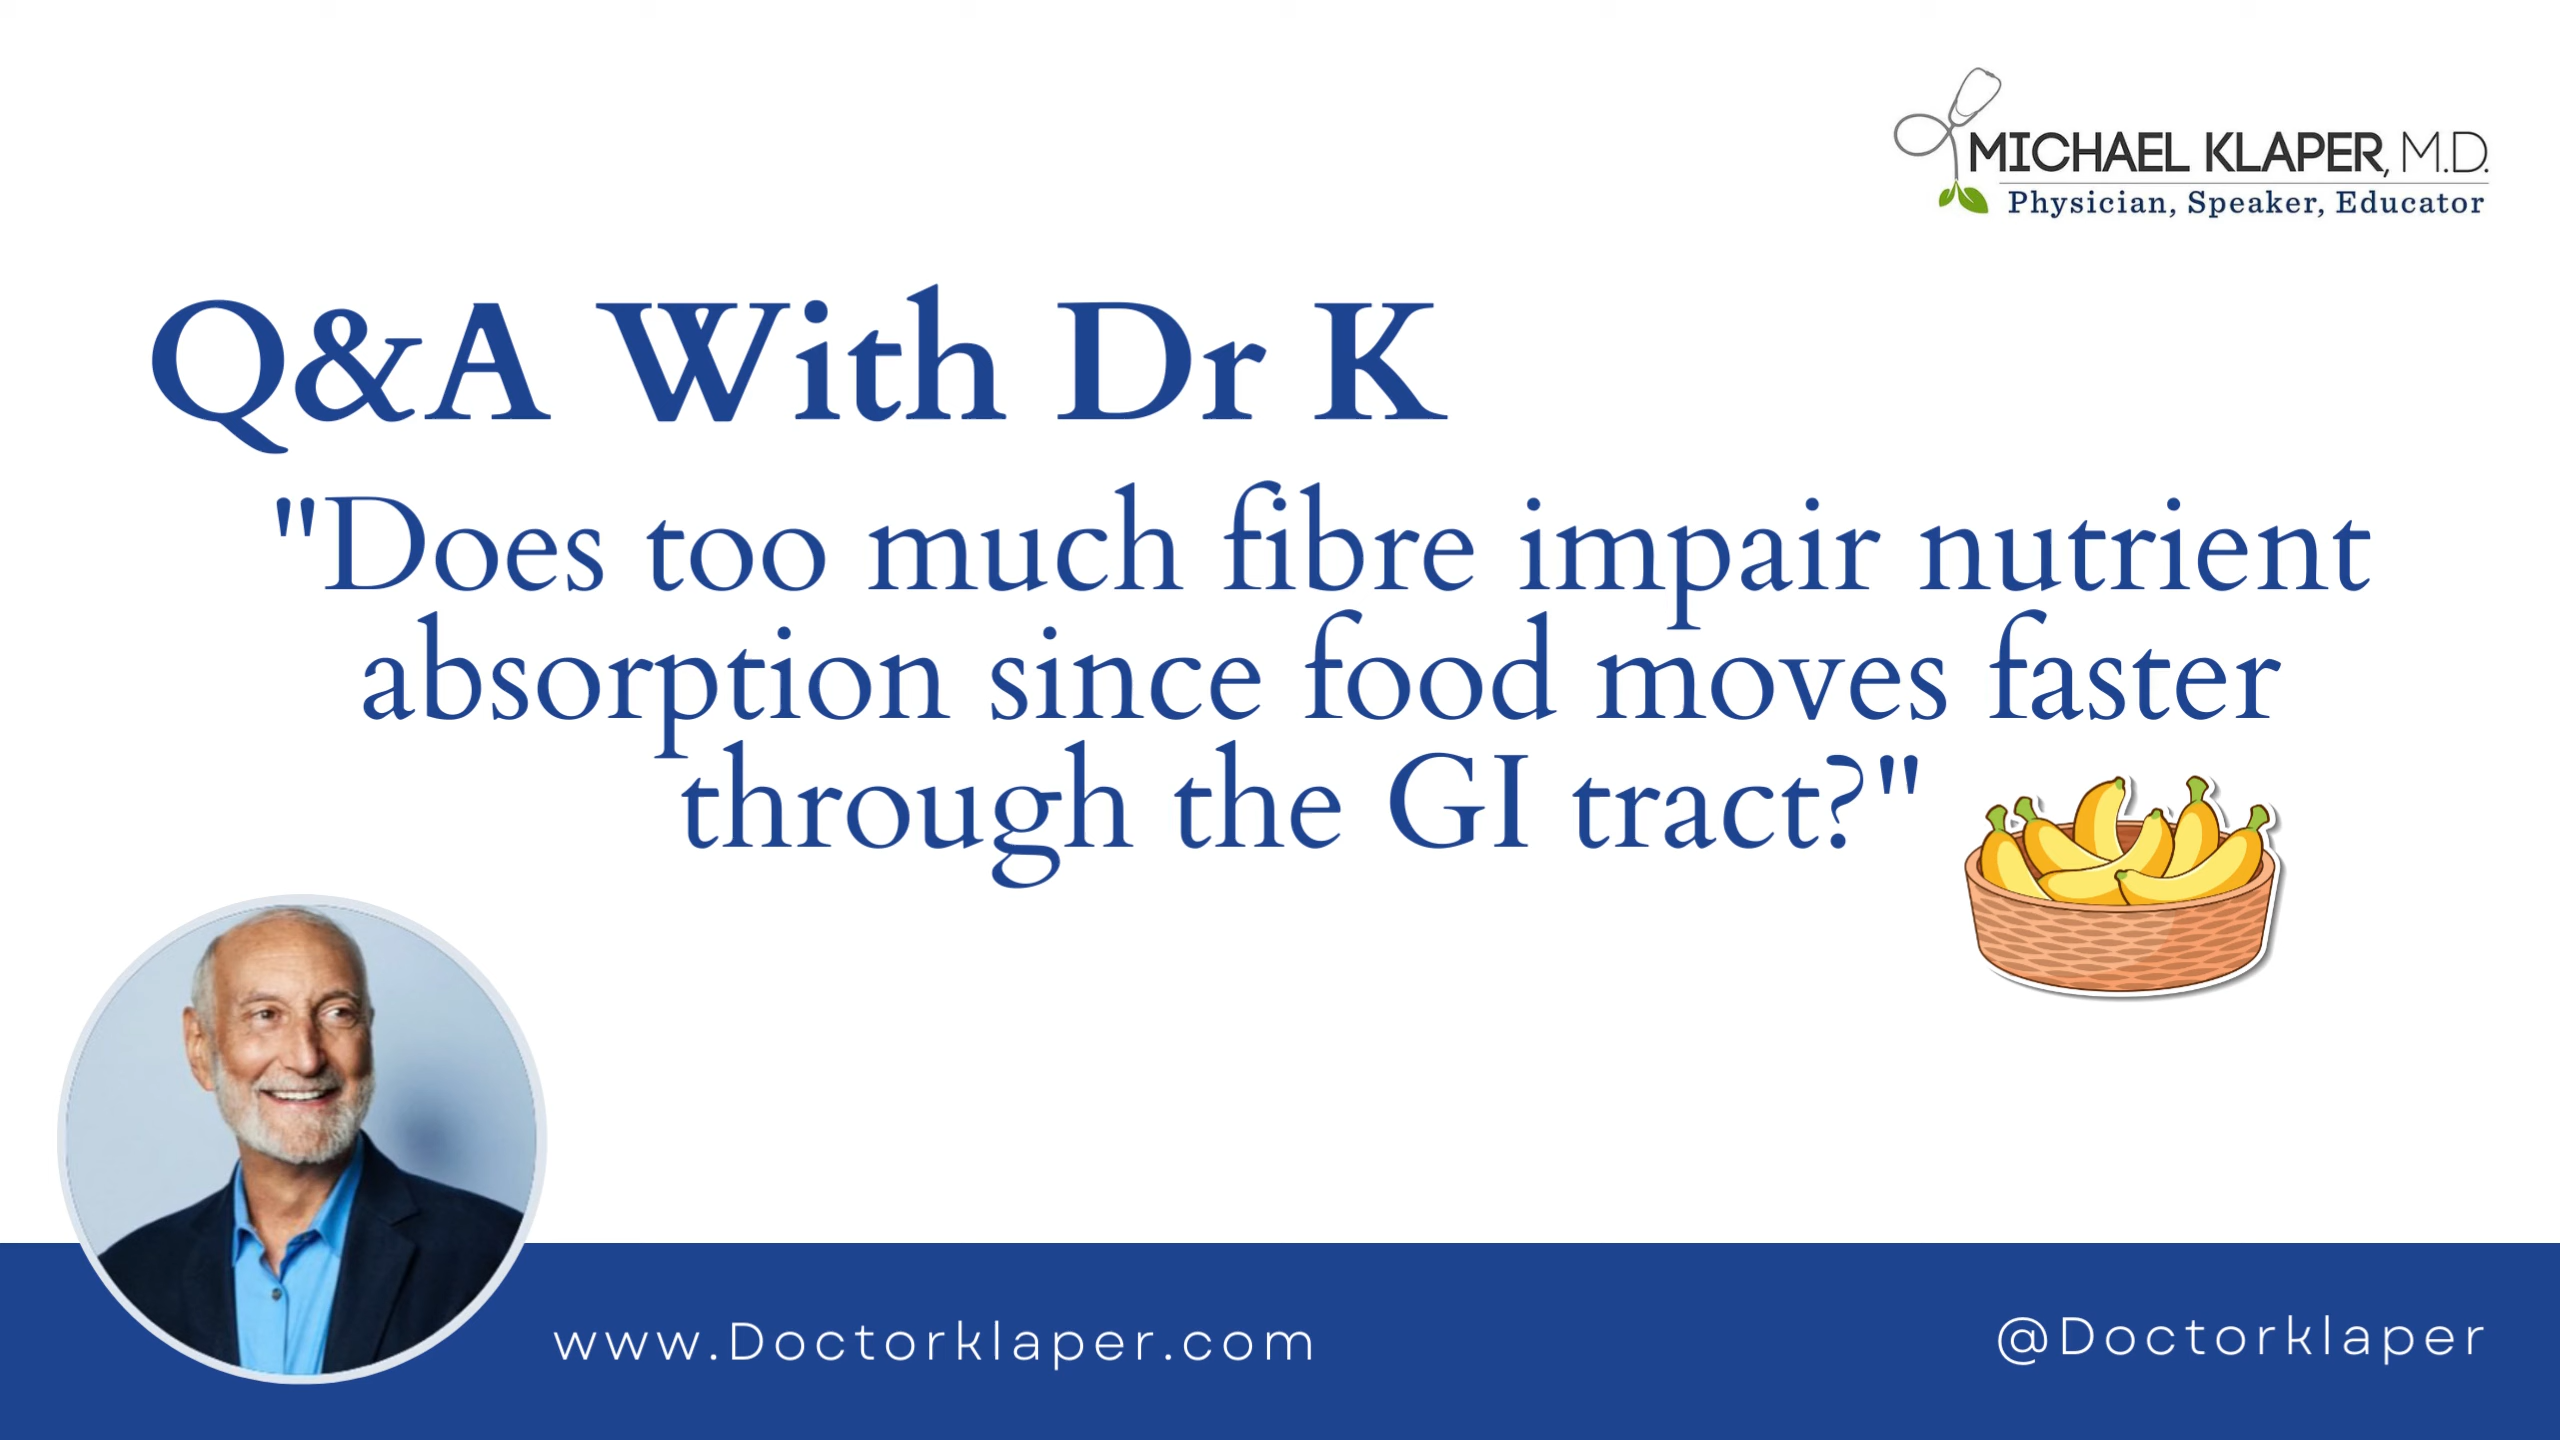 MICHAEL KLAPER, M.D.
Physician, Speaker, Educator
Q&A With Dr K
"Does too much fibre impair nutrient
absorption since food moves faster
through the GI tract?"
www.Doctorklaper.com
@Doctorklaper